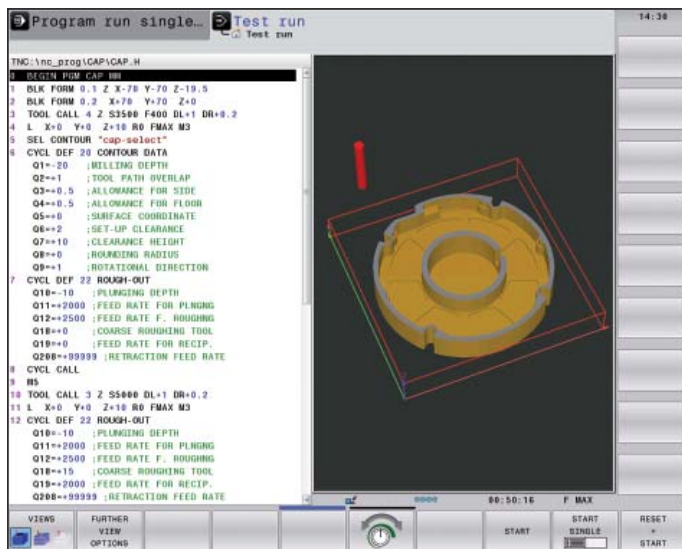 Program run single…
Test run
Test run
14:30
TNC:\nc_prog\CAP\CAP.H
0 BEGIN PGM CAP MM
1 BLK FORM 0.1 Z X-70 Y-70 Z-19.5
2 BLK FORM 0.2 X+70 Y+70 Z+0
3 TOOL CALL 4 Z S3500 F400 DL+1 DR+0.2
4 L X+0 Y+0 Z+10 R0 FMAX M3
5 SEL CONTOUR "cap-select"
6 CYCL DEF 20 CONTOUR DATA
Q1=-20 ;MILLING DEPTH
Q2=+1 ;TOOL PATH OVERLAP
Q3=+0.5 ;ALLOWANCE FOR SIDE
Q4=+0.5 ;ALLOWANCE FOR FLOOR
Q5=+0 ;SURFACE COORDINATE
Q6=+2 ;SET-UP CLEARANCE
Q7=+10 ;CLEARANCE HEIGHT
Q8=+0 ;ROUNDING RADIUS
Q9=+1 ;ROTATIONAL DIRECTION
7 CYCL DEF 22 ROUGH-OUT
Q10=-10 ;PLUNGING DEPTH
Q11=+2000 ;FEED RATE FOR PLNGNG
Q12=+2500 ;FEED RATE F. ROUGHNG
Q18=+0 ;COARSE ROUGHING TOOL
Q19=+0 ;FEED RATE FOR RECIP.
Q208=+99999 ;RETRACTION FEED RATE
8 CYCL CALL
9 M5
10 TOOL CALL 3 Z S5000 DL+1 DR+0.2
11 L X+0 Y+0 Z+10 R0 FMAX M3
12 CYCL DEF 22 ROUGH-OUT
Q10=-10 ;PLUNGING DEPTH
Q11=+2000 ;FEED RATE FOR PLNGNG
Q12=+2500 ;FEED RATE F. ROUGHNG
Q18=+15 ;COARSE ROUGHING TOOL
Q19=+2000 ;FEED RATE FOR RECIP.
Q208=+99999 ;RETRACTION FEED RATE
00:50:16 F MAX
VIEWS
FURTHER
VIEW
OPTIONS
START
START
SINGLE
RESET
+
START